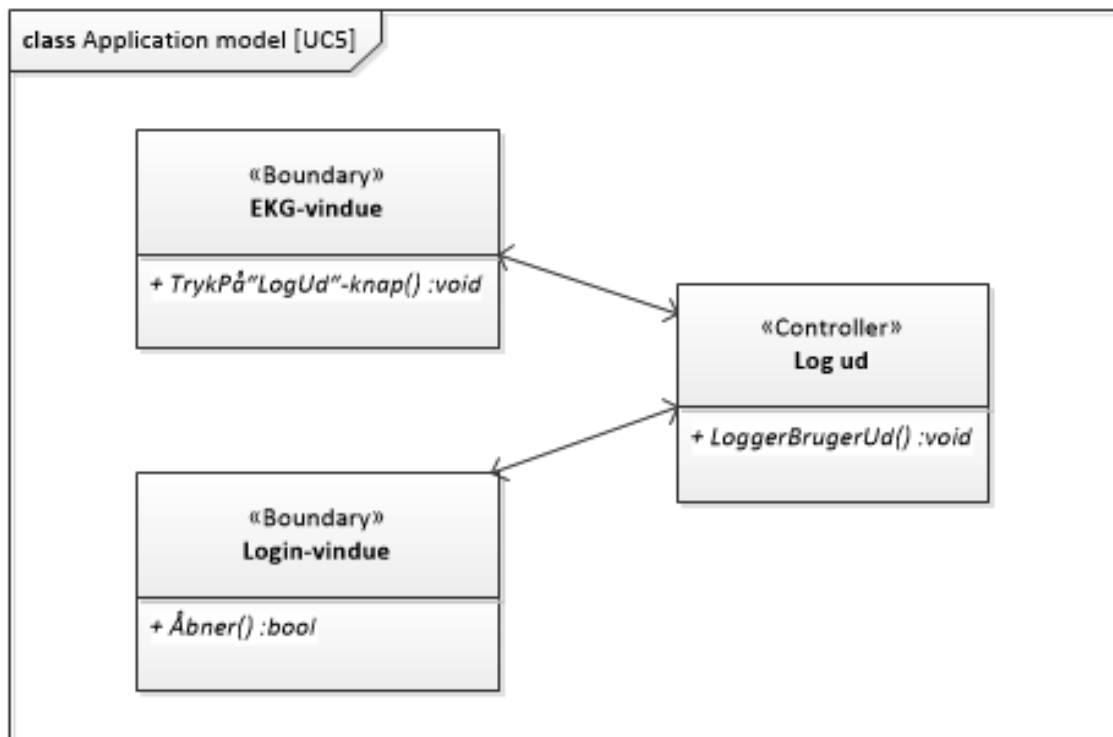 class Application model [UC5]
«Boundary»
EKG-vindue
+ TrykPå"LogUd"-knap() :void
«Controller»
Log ud
+ LoggerBrugerUd() :void
«Boundary»
Login-vindue
+ Åbner() :bool